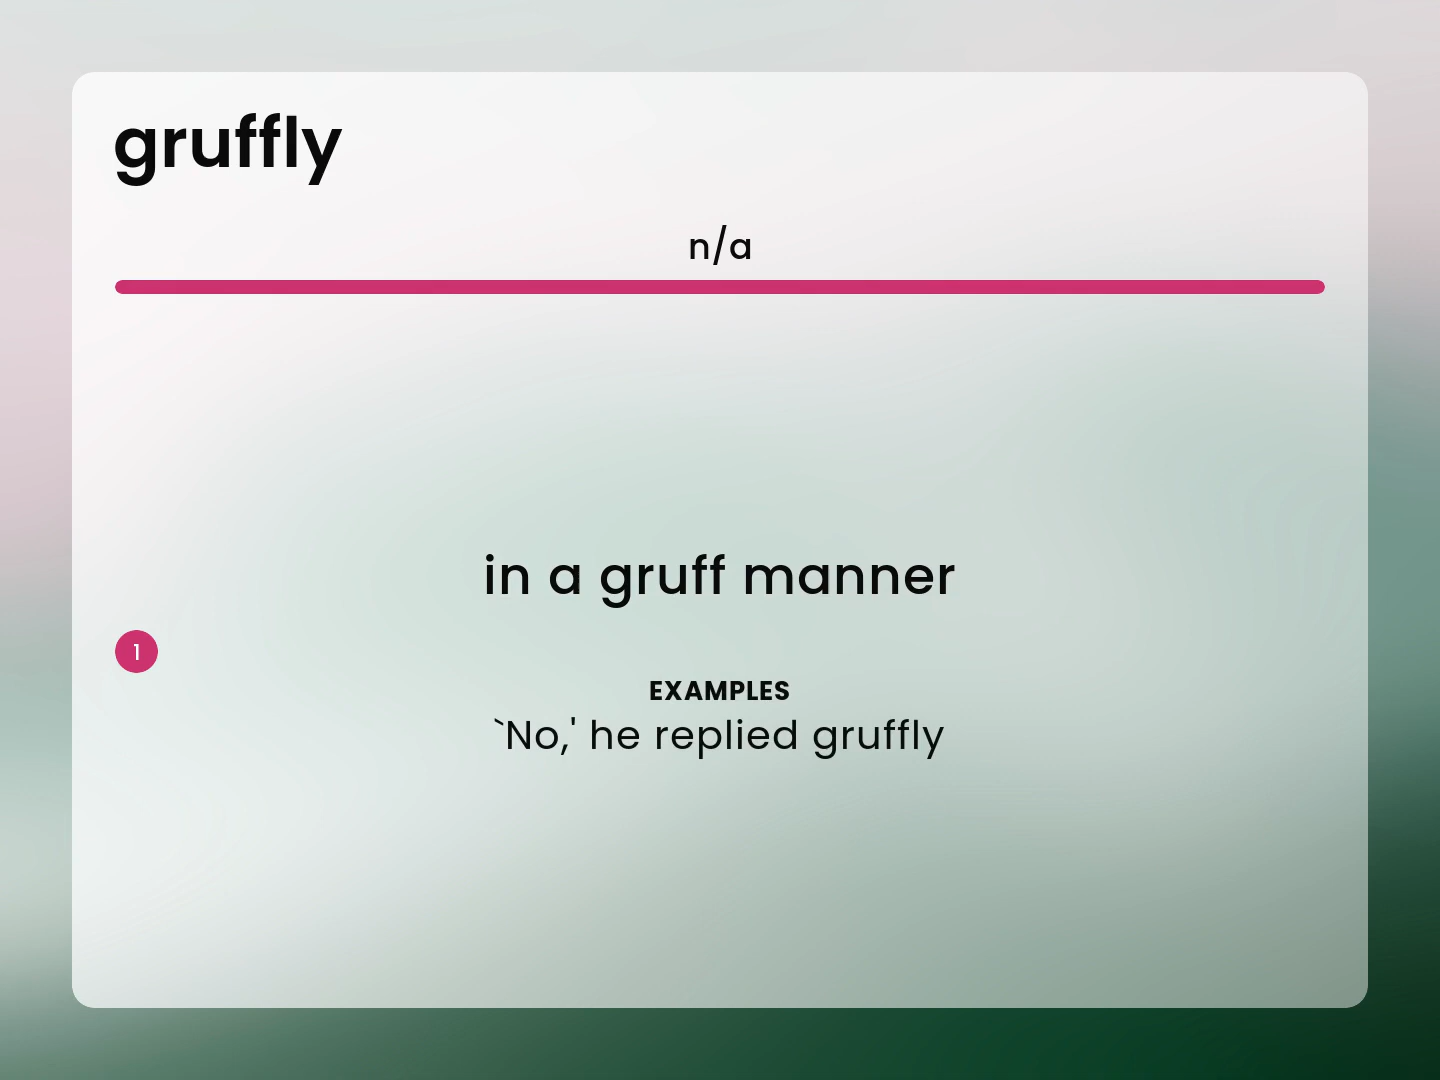 gruffly
n/a
in a gruff manner
1
EXAMPLES
`No,' he replied gruffly